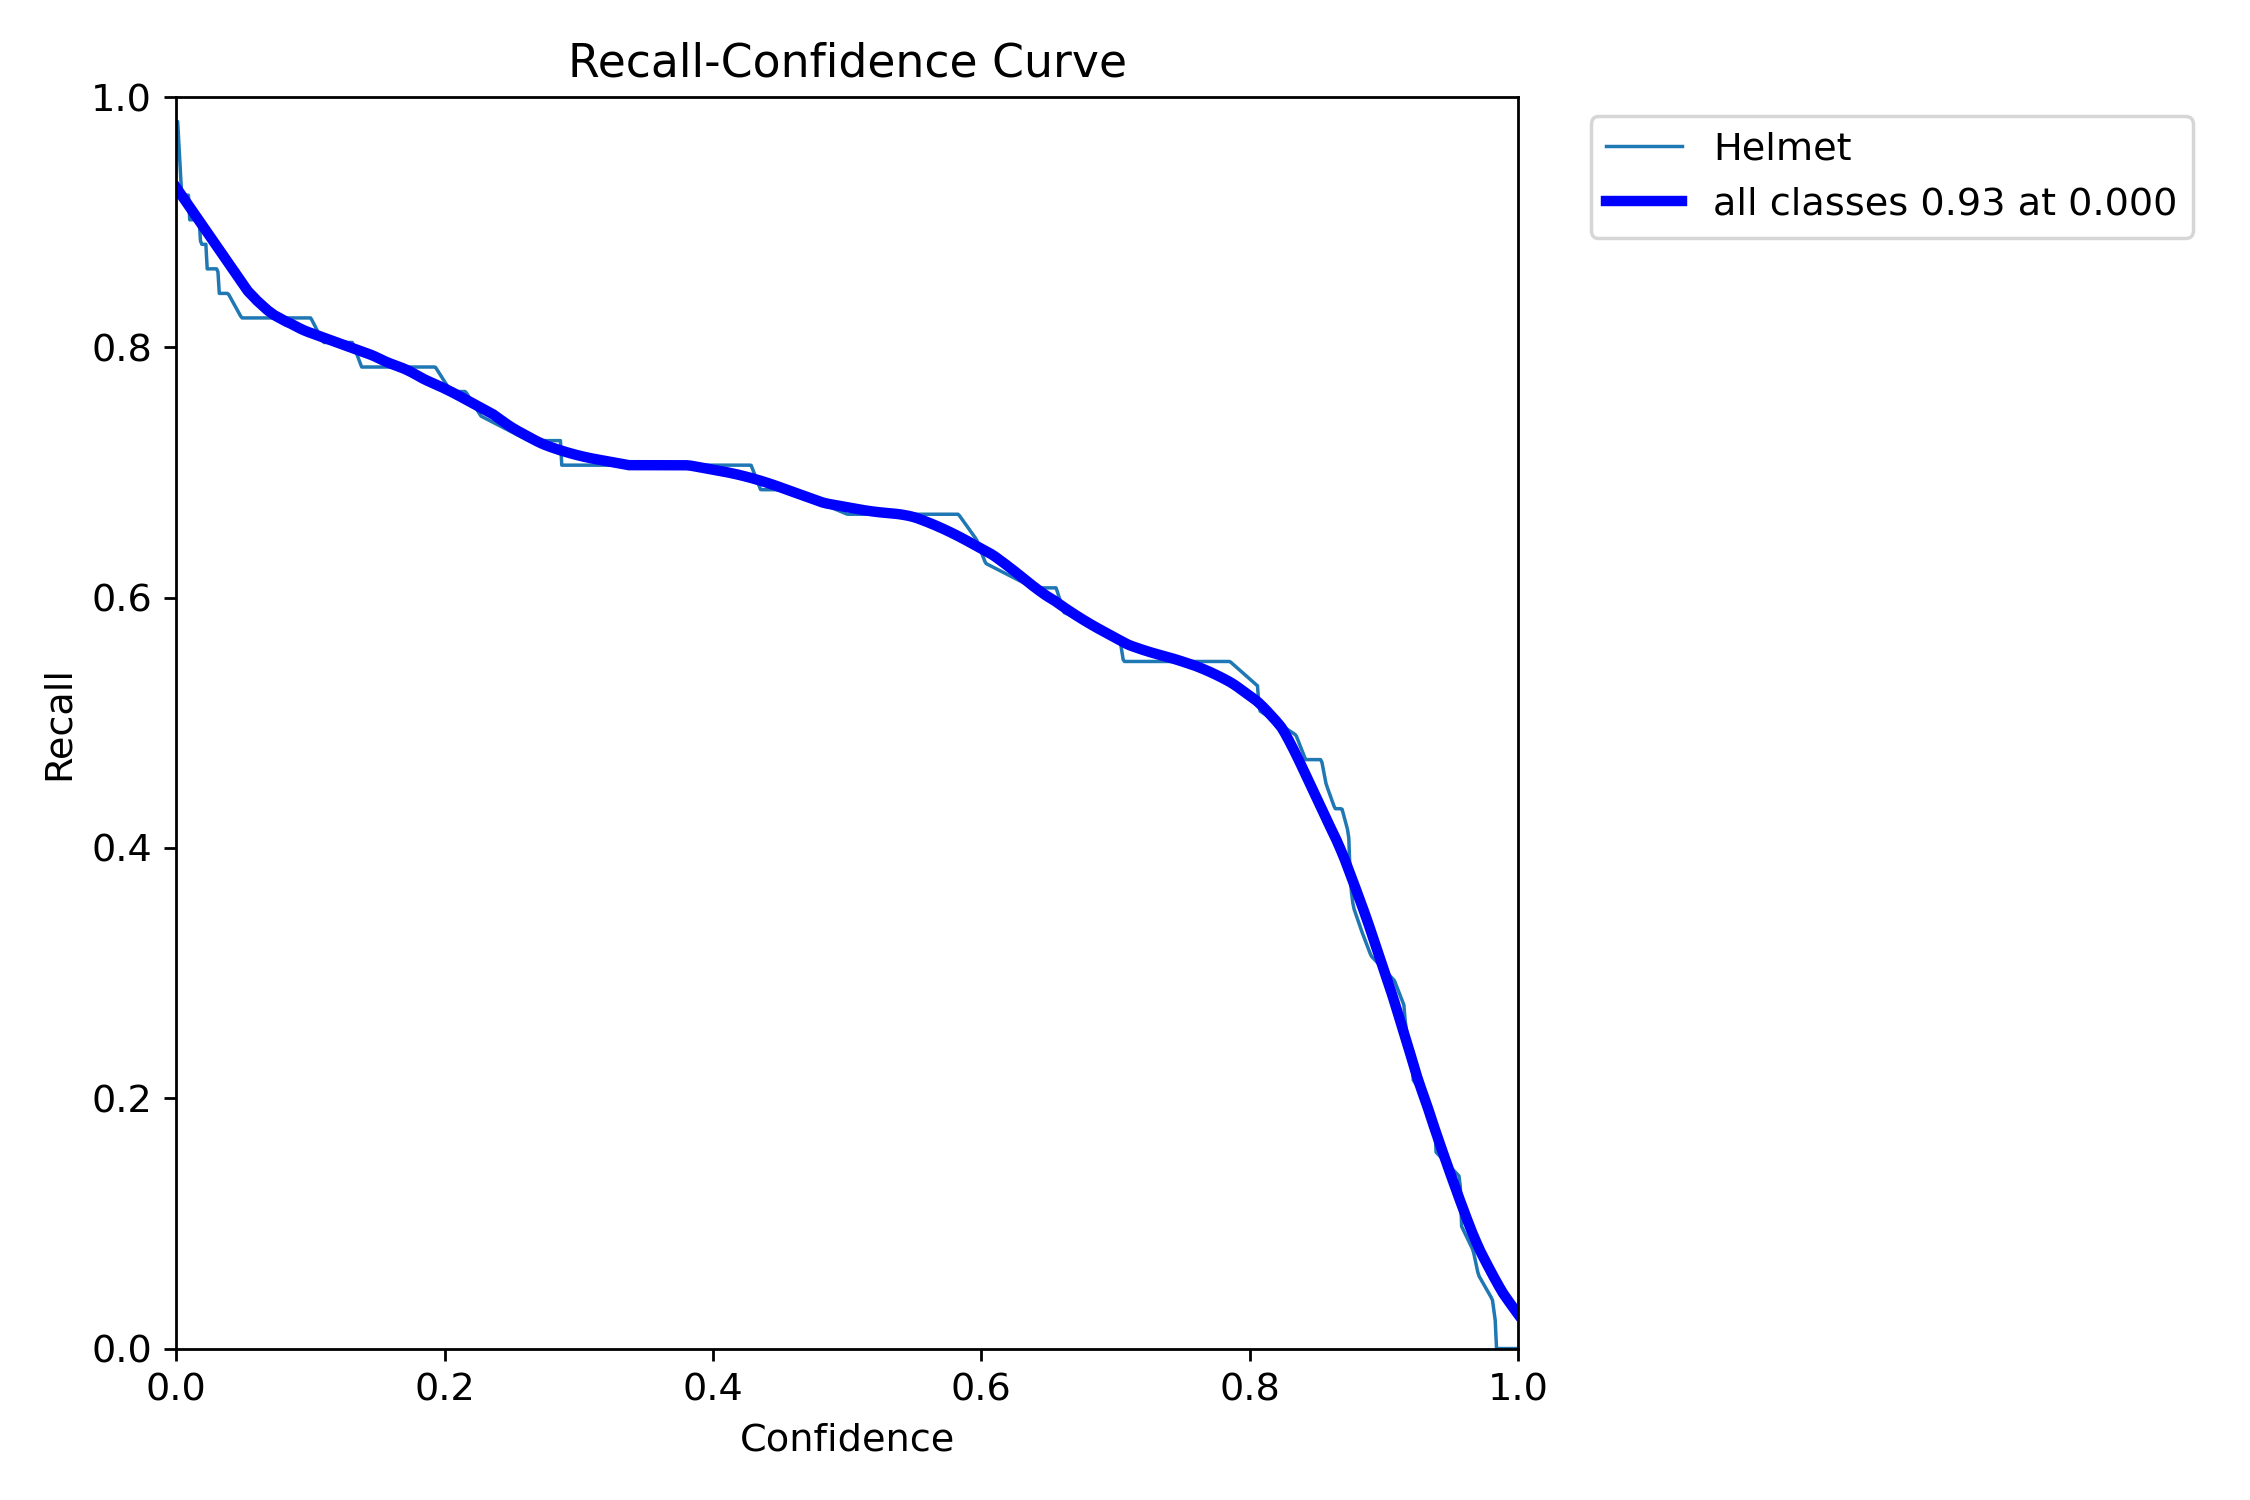 Recall-Confidence Curve
1.0
0.8
0.6
0.4
0.2
0.0
Recall
0.0 0.2 0.4 0.6 0.8 1.0
Confidence
Helmet
all classes 0.93 at 0.000